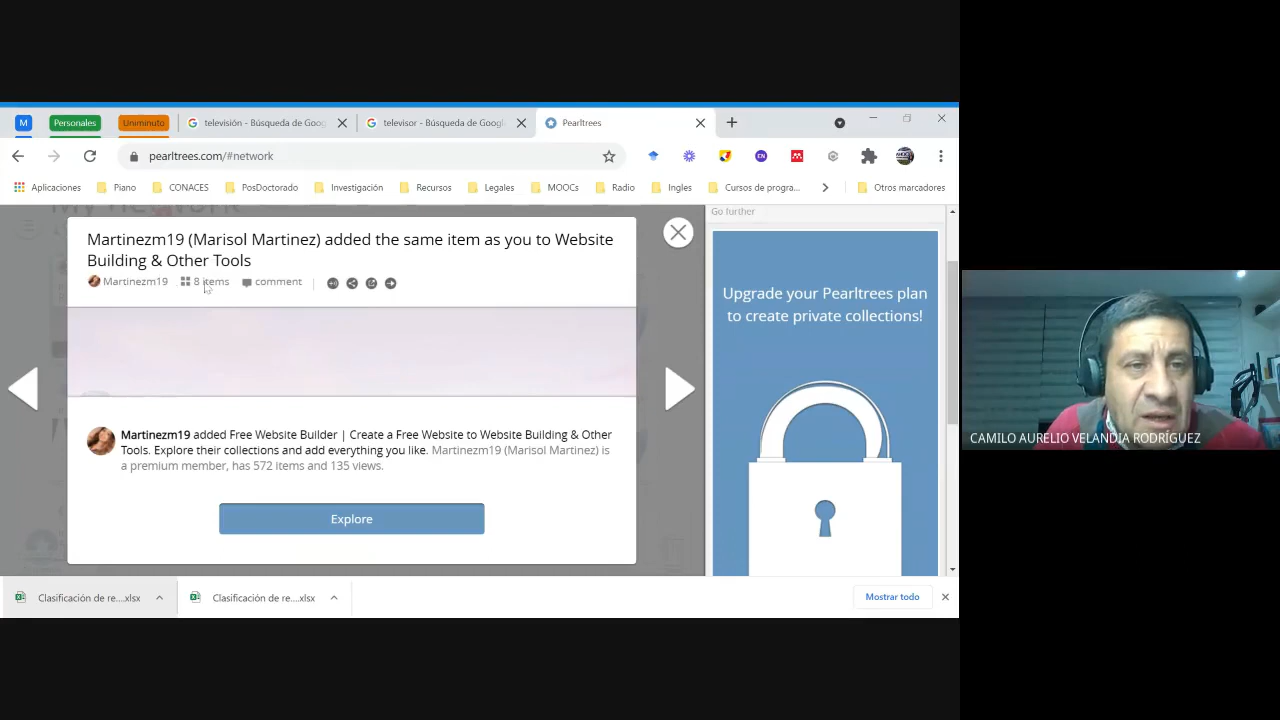 M Personales Uniminuto televisión - Búsqueda de Goog televisor - Búsqueda de Google Pearltrees
pearltrees.com/#network
Aplicaciones Piano CONACES PosDoctorado Investigación Recursos Legales MOOCs Radio Ingles Cursos de progra... Otros marcadores
Go further
Martinezm19 (Marisol Martinez) added the same item as you to Website
Building & Other Tools
Martinezm19 8 items comment
Upgrade your Pearltrees plan
to create private collections!
Martinezm19 added Free Website Builder | Create a Free Website to Website Building & Other
Tools. Explore their collections and add everything you like. Martinezm19 (Marisol Martinez) is
a premium member, has 572 items and 135 views.
Explore
Clasificación de re....xlsx Clasificación de re....xlsx Mostrar todo
CAMILO AURELIO VELANDIA RODRÍGUEZ